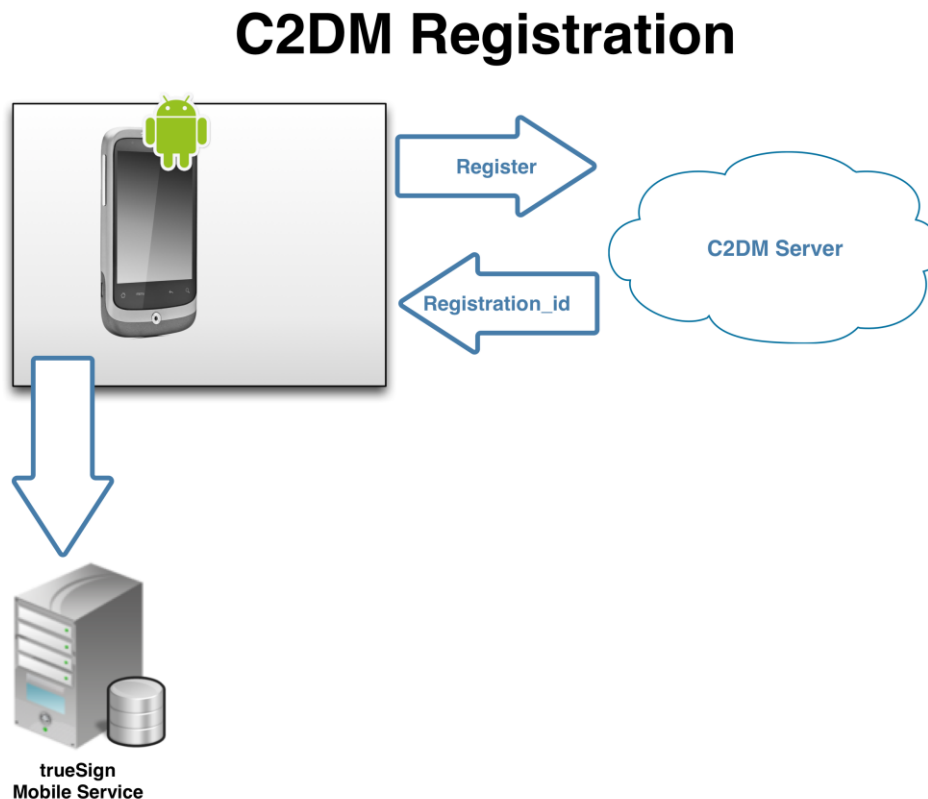 C2DM Registration
Register
C2DM Server
Registration_id
trueSign
Mobile Service